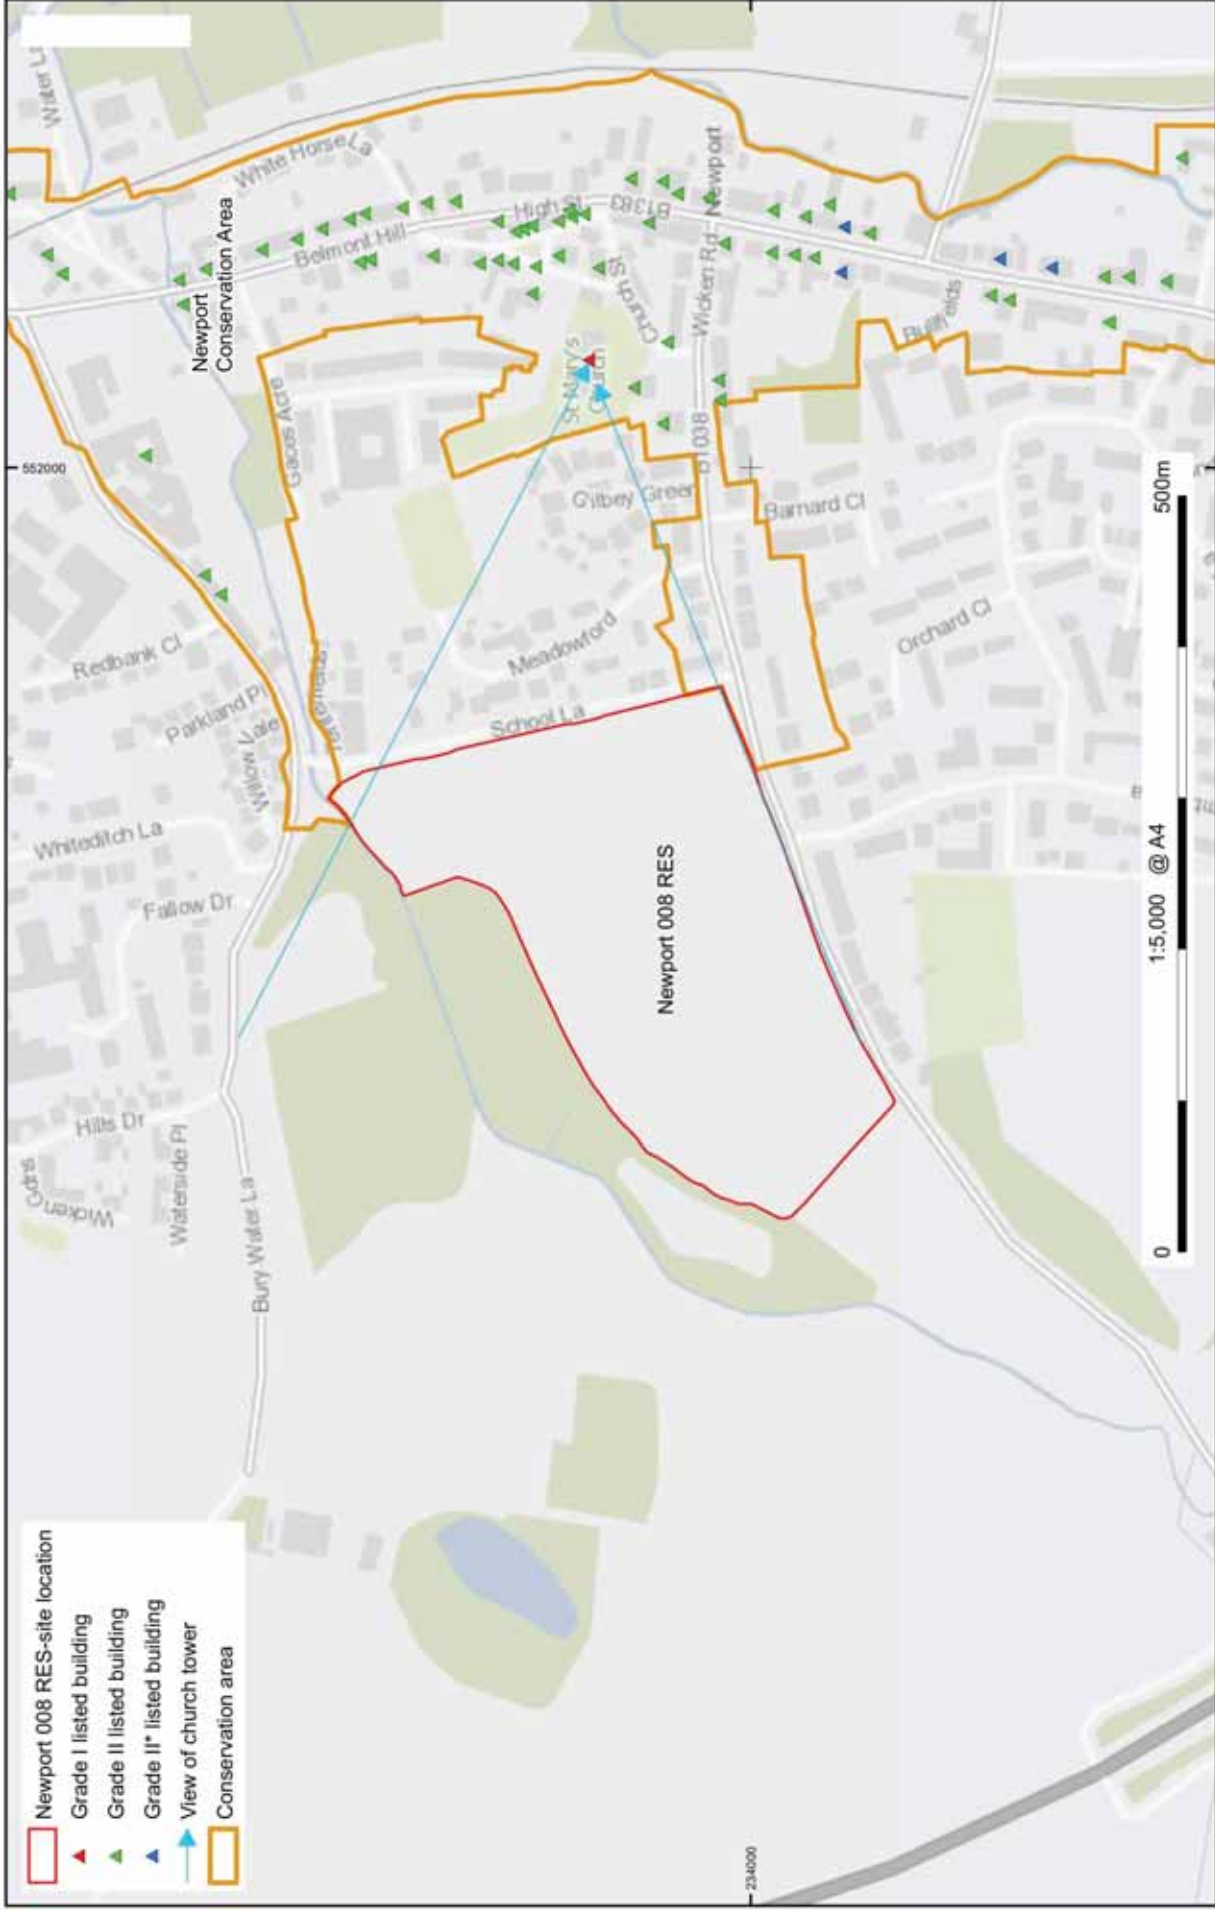 Newport 008 RES-site location
Grade I listed building
Grade II listed building
Grade II* listed building
View of church tower
Conservation area
Wicken Gdns
Hills Dr
Waterside Pl
Bury Water La
Fallow Dr
Whiteditch La
Willow Vale
Parkland Pl
Redbank Cl
552000
Newport
Conservation Area
Belmont Hill
White Horse La
Water La
Gaces Acre
School La
Meadowford
Gilbey Green
St Mary's
Church
Church St
High St
B1383
Newport
Wicken Rd
B1038
Barnard Cl
Orchard Cl
Bullfields
Newport 008 RES
234000
1:5,000 @ A4
0
500m